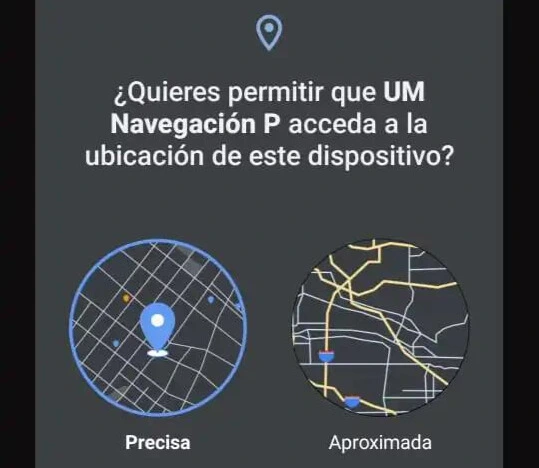 ¿Quieres permitir que UM
Navegación P acceda a la
ubicación de este dispositivo?
Precisa
Aproximada